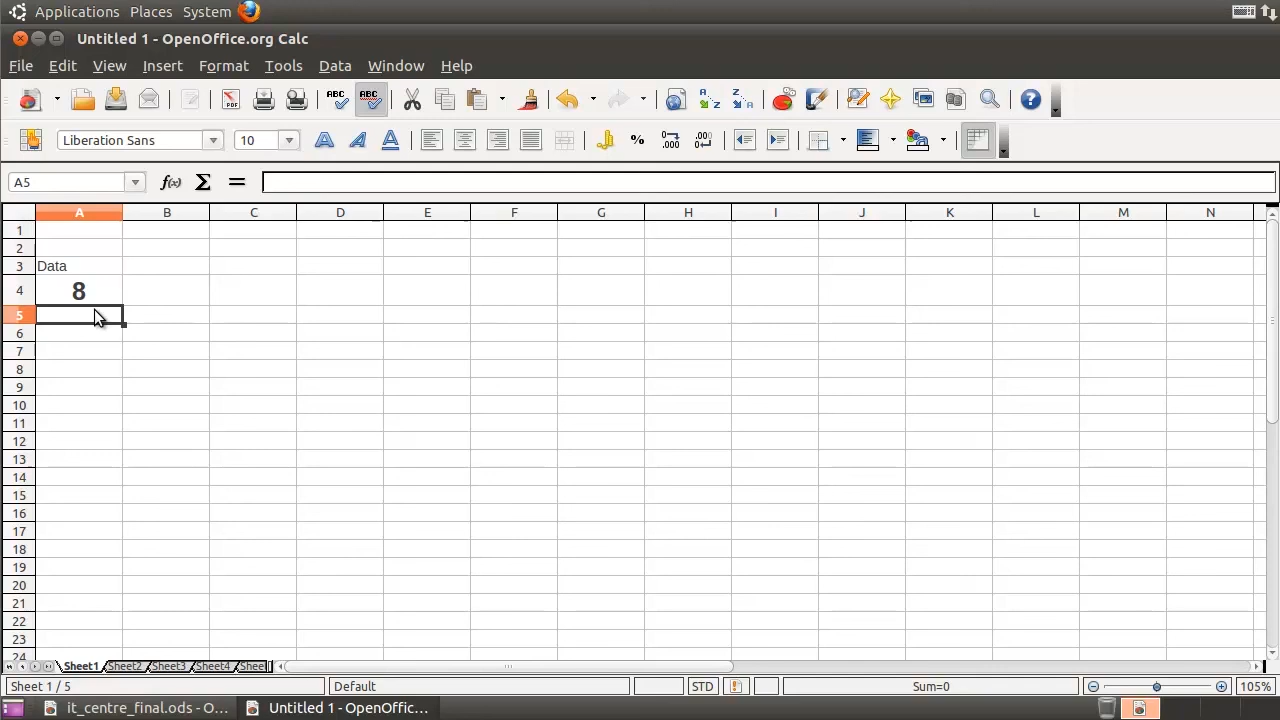 Applications Places System
Untitled 1 - OpenOffice.org Calc
File Edit View Insert Format Tools Data Window Help
ABC ABC
Liberation Sans 10
A5 f(x) Σ =
A B C D E F G H I J K L M N
1
2
3 Data
4 8
5
6
7
8
9
10
11
12
13
14
15
16
17
18
19
20
21
22
23
24
Sheet1 Sheet2 Sheet3 Sheet4 Sheet
Sheet 1 / 5 Default STD Sum=0 105%
it_centre_final.ods - O... Untitled 1 - OpenOffic...